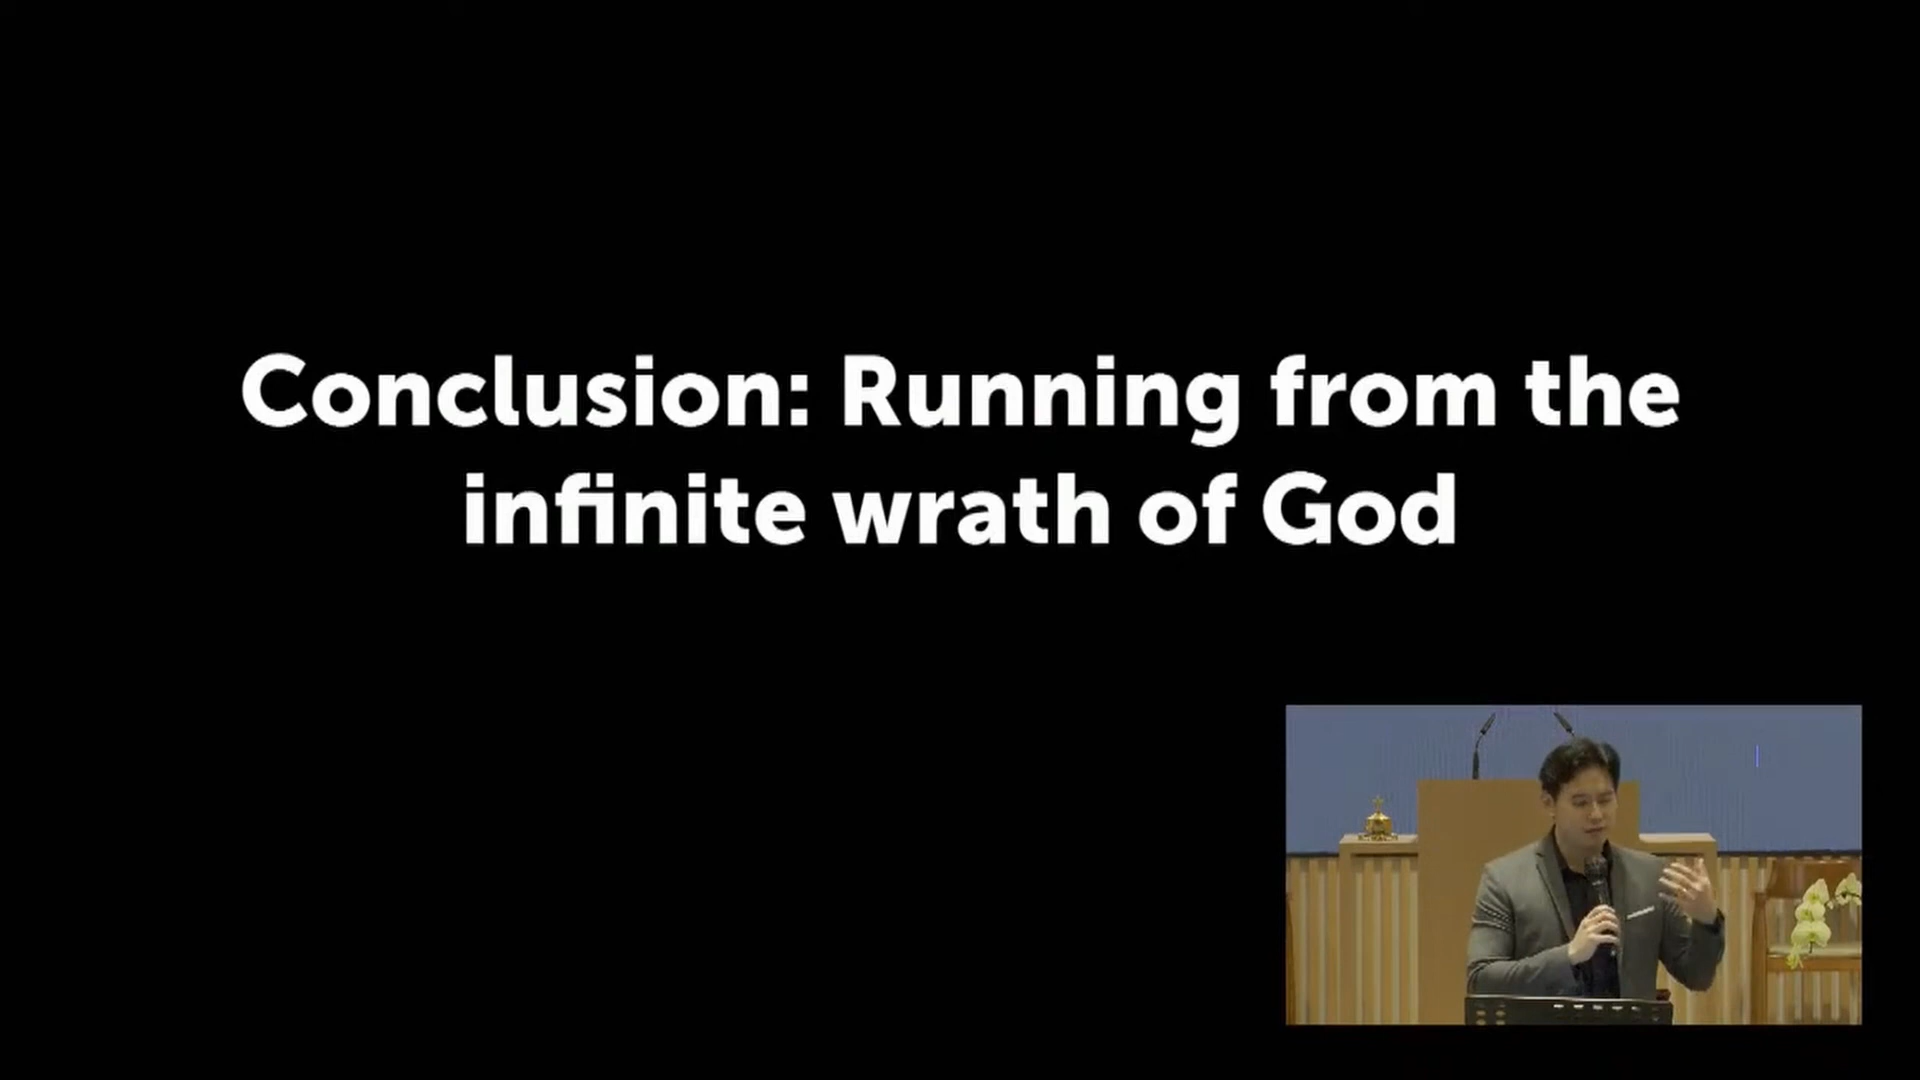 Conclusion: Running from the
infinite wrath of God